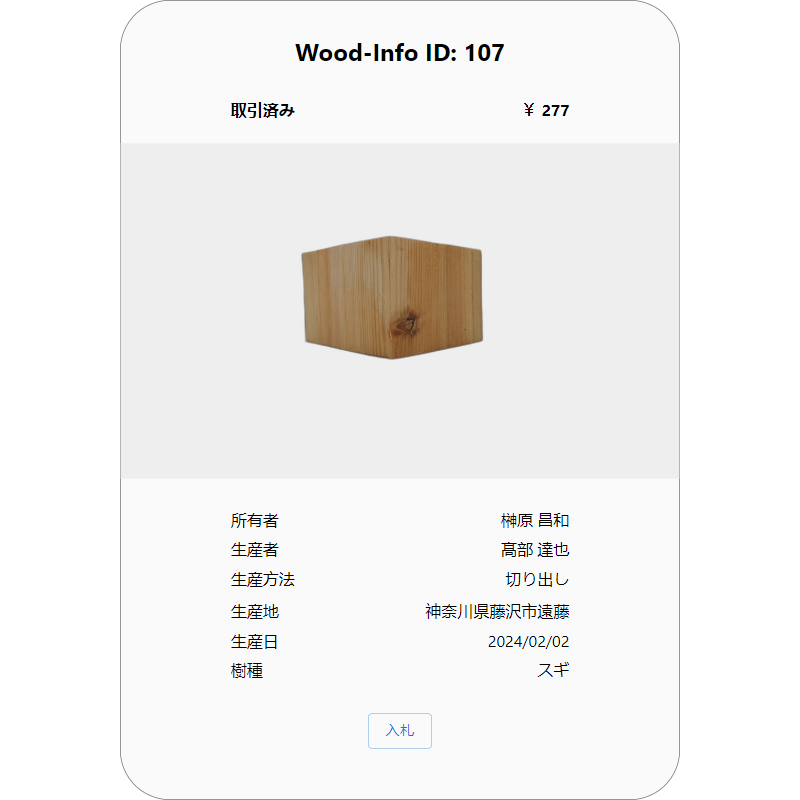 Wood-Info ID: 107
取引済み ￥ 277
所有者 榊原 昌和
生産者 高部 達也
生産方法 切り出し
生産地 神奈川県藤沢市遠藤
生産日 2024/02/02
樹種 スギ
入札